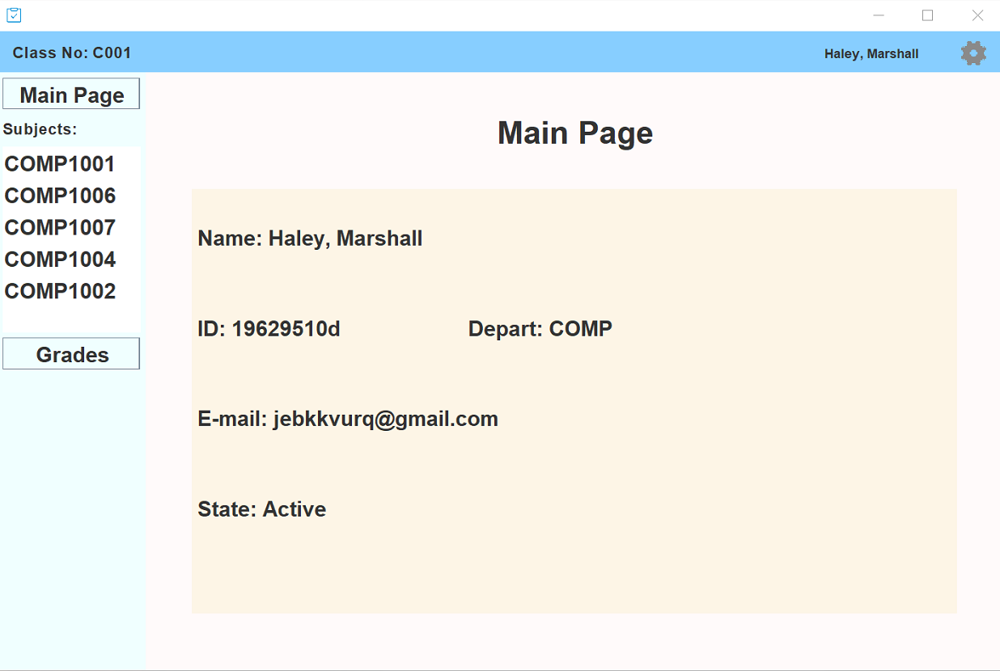 Class No: C001
Haley, Marshall
Main Page
Subjects:
COMP1001
COMP1006
COMP1007
COMP1004
COMP1002
Grades
Main Page
Name: Haley, Marshall
ID: 19629510d Depart: COMP
E-mail: jebkkvurq@gmail.com
State: Active